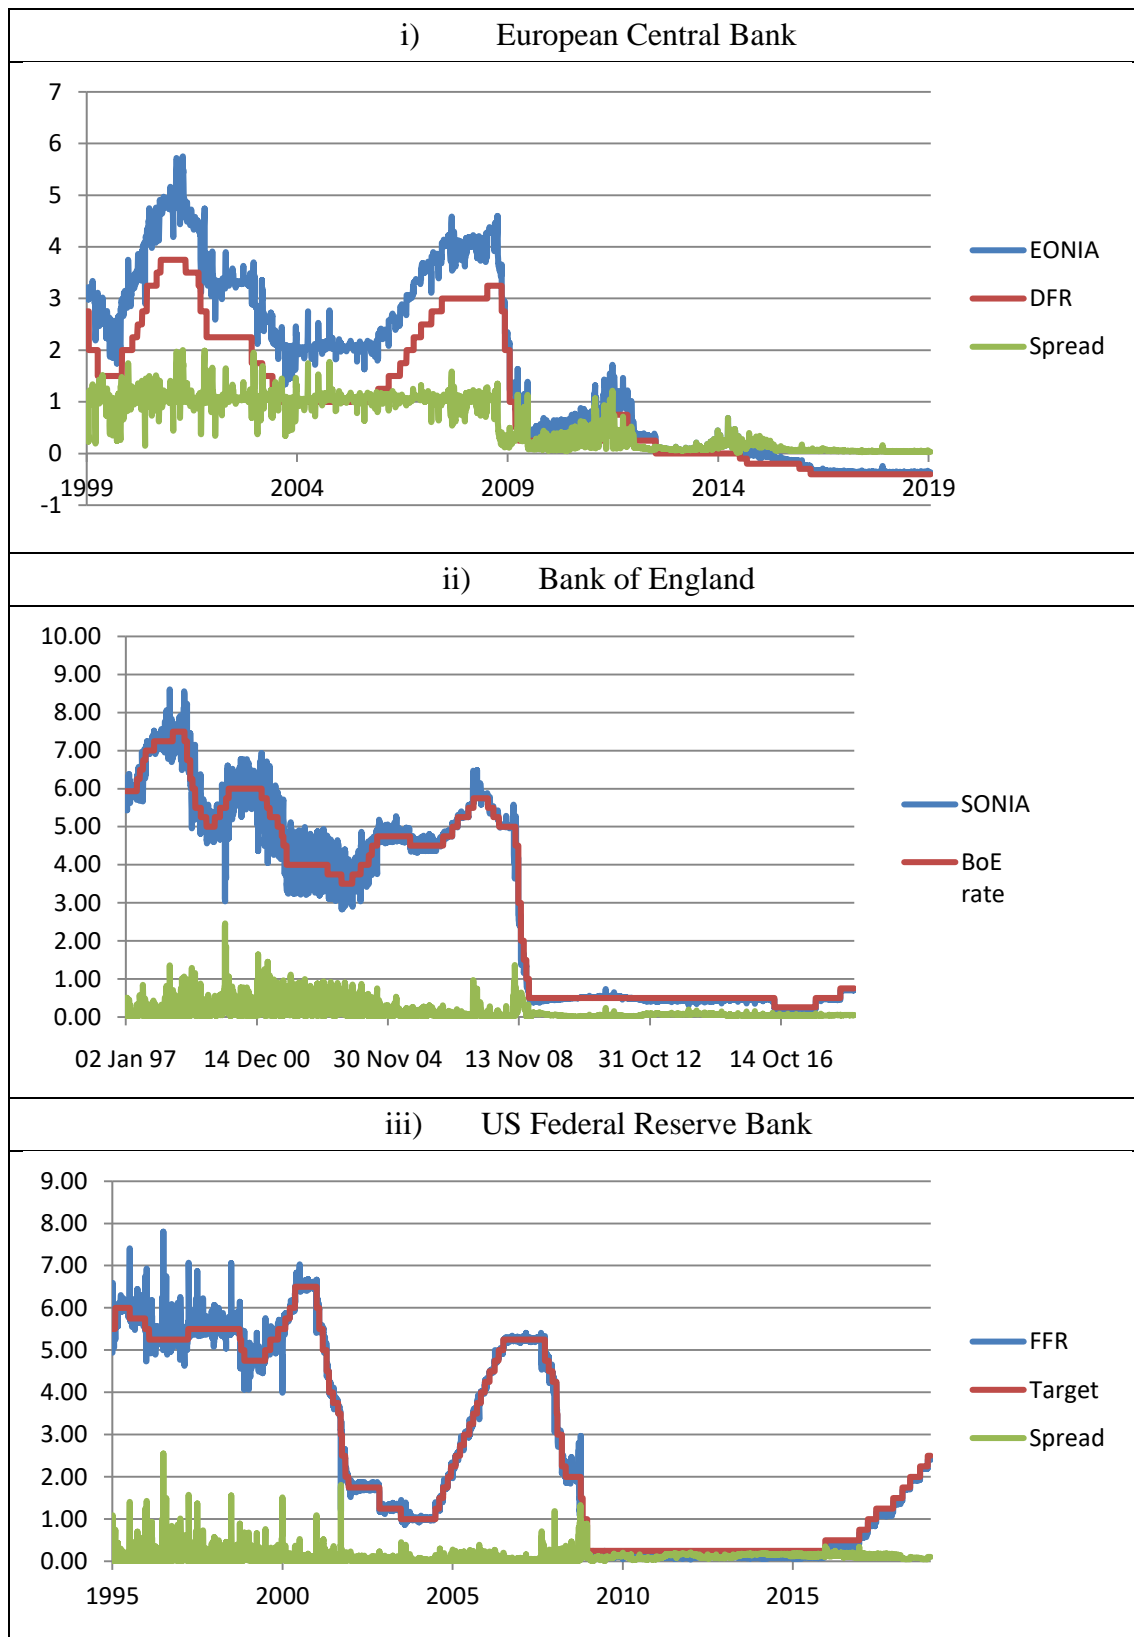 i) European Central Bank
7
6
5
4
3
2
1
0
-1
1999 2004 2009 2014 2019
EONIA
DFR
Spread
ii) Bank of England
10.00
9.00
8.00
7.00
6.00
5.00
4.00
3.00
2.00
1.00
0.00
02 Jan 97 14 Dec 00 30 Nov 04 13 Nov 08 31 Oct 12 14 Oct 16
SONIA
BoE
rate
iii) US Federal Reserve Bank
9.00
8.00
7.00
6.00
5.00
4.00
3.00
2.00
1.00
0.00
1995 2000 2005 2010 2015
FFR
Target
Spread